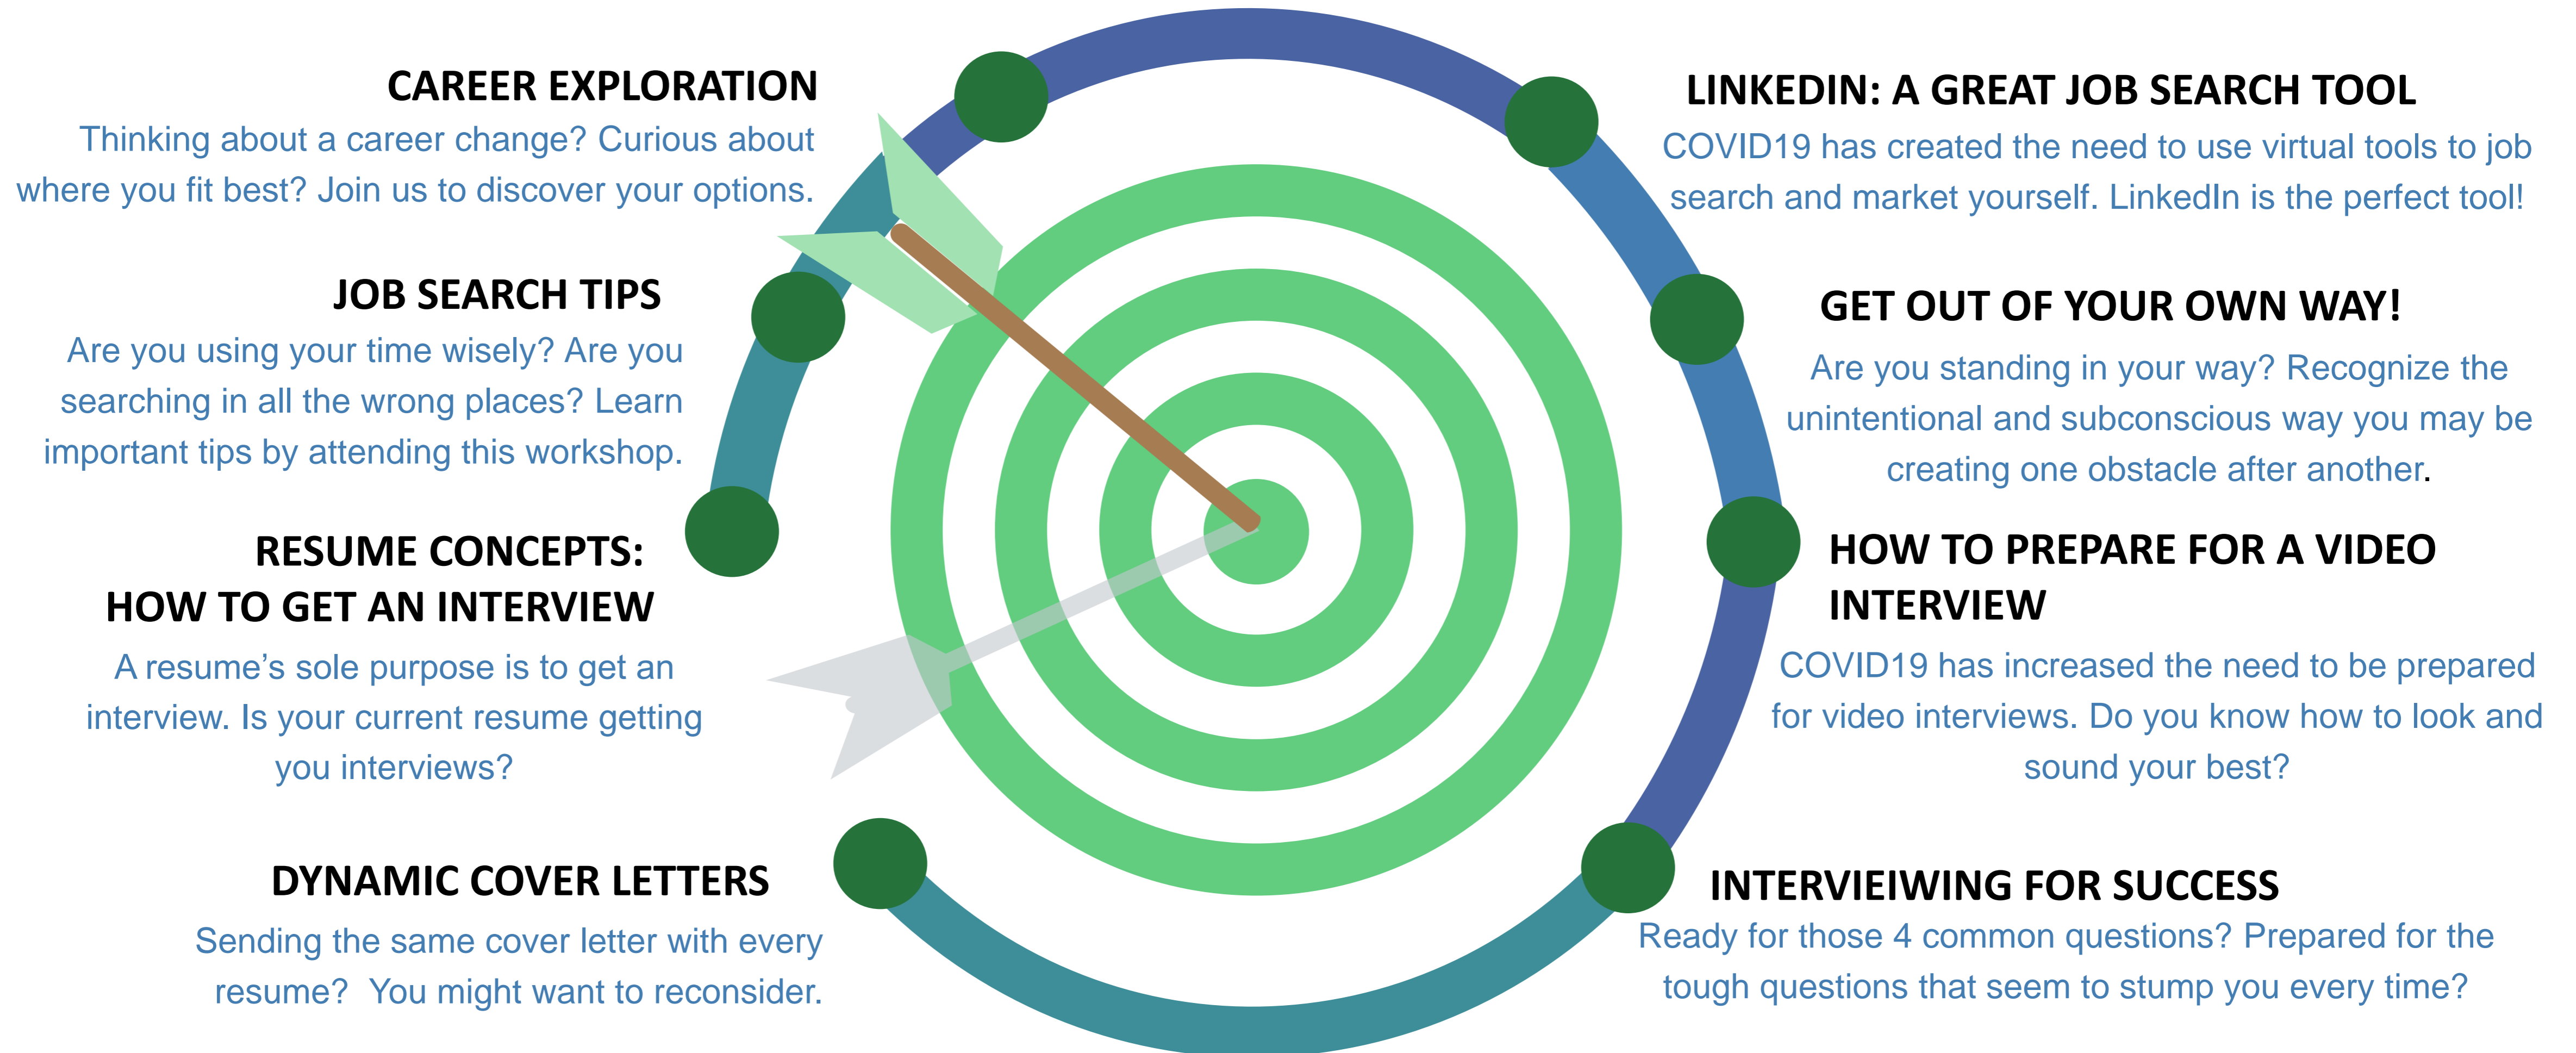 CAREER EXPLORATION
Thinking about a career change? Curious about
where you fit best? Join us to discover your options.
JOB SEARCH TIPS
Are you using your time wisely? Are you
searching in all the wrong places? Learn
important tips by attending this workshop.
RESUME CONCEPTS:
HOW TO GET AN INTERVIEW
A resume’s sole purpose is to get an
interview. Is your current resume getting
you interviews?
DYNAMIC COVER LETTERS
Sending the same cover letter with every
resume?  You might want to reconsider.
LINKEDIN: A GREAT JOB SEARCH TOOL
COVID19 has created the need to use virtual tools to job
search and market yourself. LinkedIn is the perfect tool!
GET OUT OF YOUR OWN WAY!
Are you standing in your way? Recognize the
unintentional and subconscious way you may be
creating one obstacle after another.
HOW TO PREPARE FOR A VIDEO
INTERVIEW
COVID19 has increased the need to be prepared
for video interviews. Do you know how to look and
sound your best?
INTERVIEIWING FOR SUCCESS
Ready for those 4 common questions? Prepared for the
tough questions that seem to stump you every time?